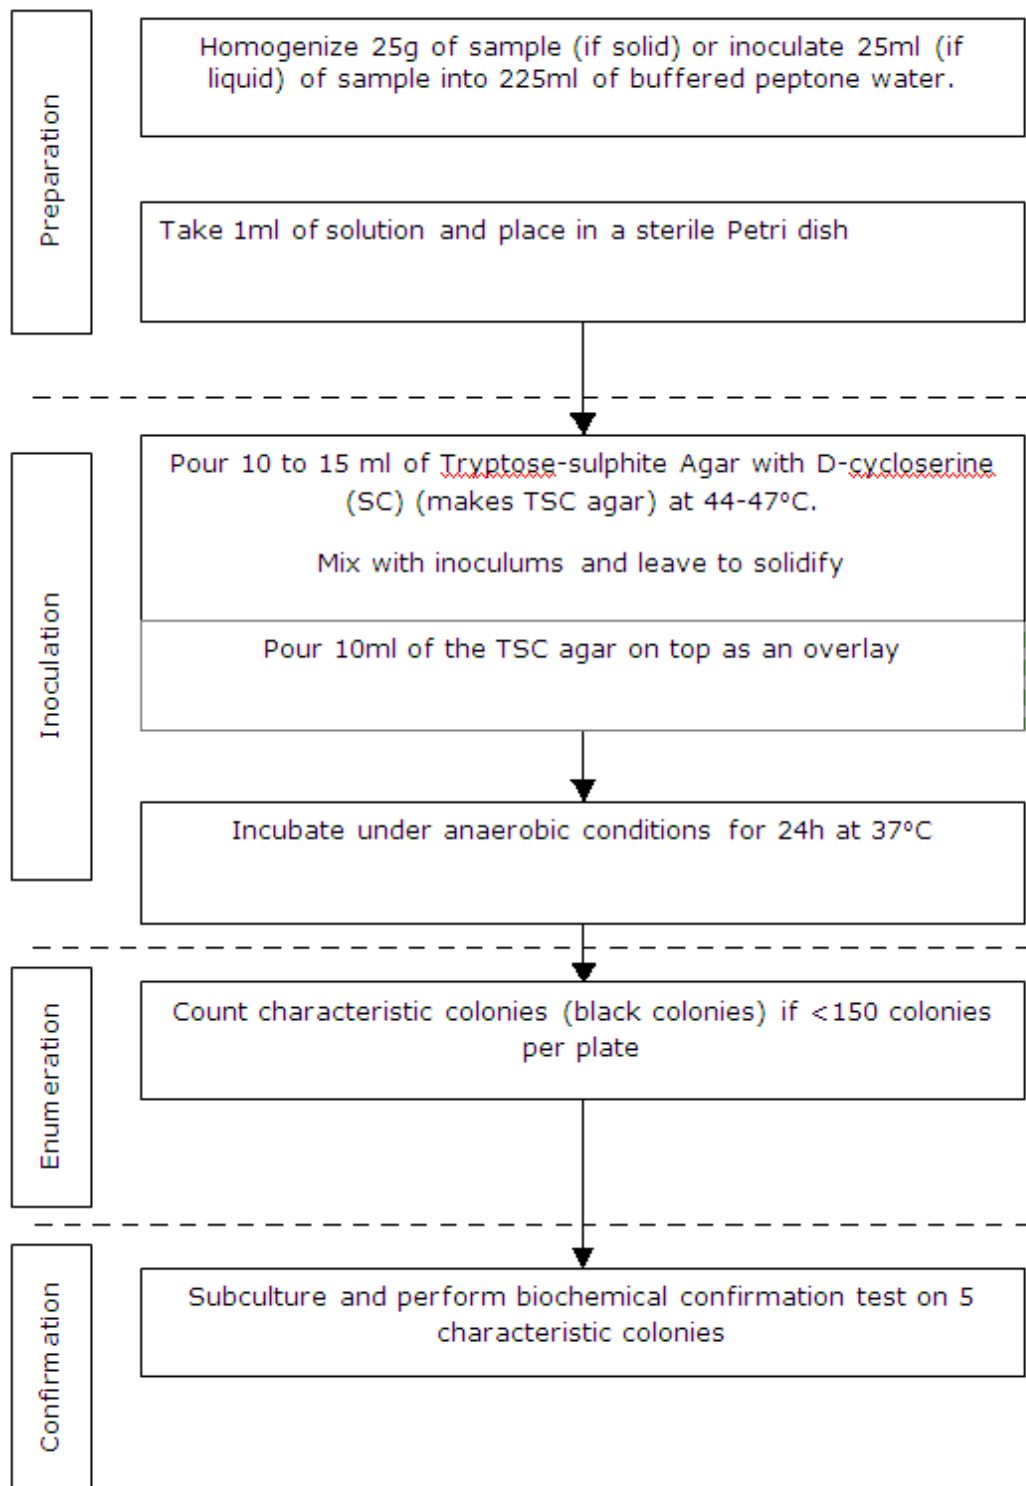 Preparation
Homogenize 25g of sample (if solid) or inoculate 25ml (if
liquid) of sample into 225ml of buffered peptone water.
Take 1ml of solution and place in a sterile Petri dish
Inoculation
Pour 10 to 15 ml of Tryptose-sulphite Agar with D-cycloserine
(SC) (makes TSC agar) at 44-47°C.
Mix with inoculums and leave to solidify
Pour 10ml of the TSC agar on top as an overlay
Incubate under anaerobic conditions for 24h at 37°C
Enumeration
Count characteristic colonies (black colonies) if <150 colonies
per plate
Confirmation
Subculture and perform biochemical confirmation test on 5
characteristic colonies